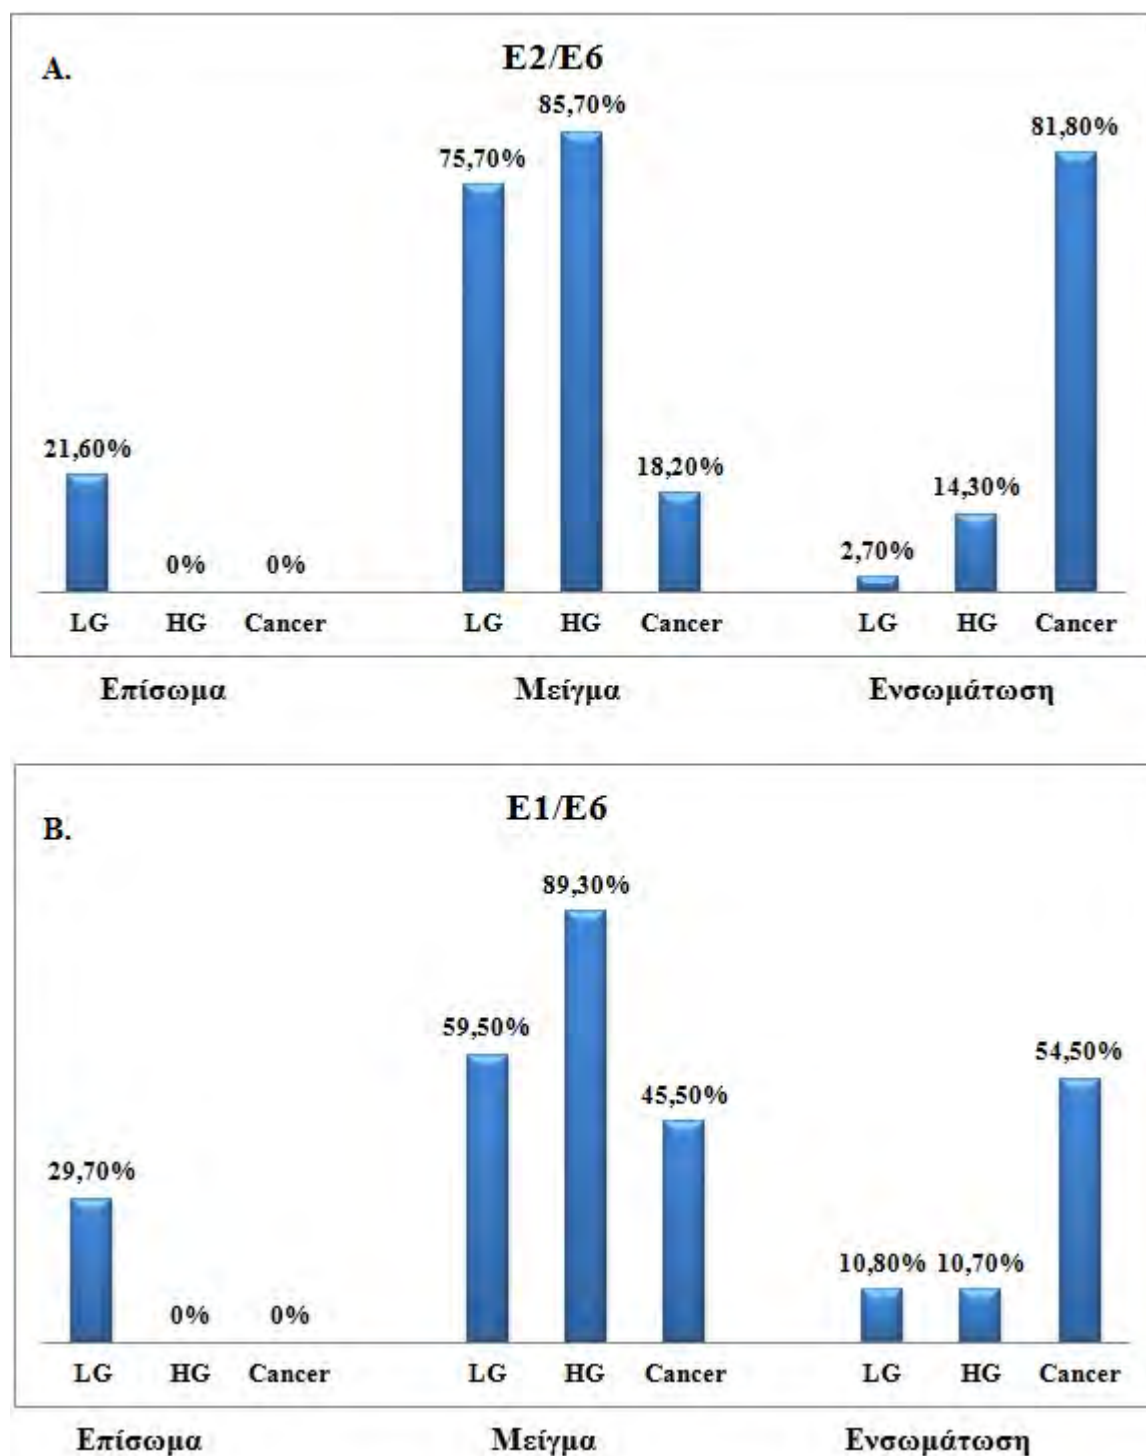 A.
E2/E6
85,70%
81,80%
75,70%
21,60%
18,20%
14,30%
2,70%
0% 0%
LG HG Cancer LG HG Cancer LG HG Cancer
Επίσωμα Μείγμα Ενσωμάτωση
E1/E6
B.
89,30%
59,50%
54,50%
45,50%
29,70%
10,80% 10,70%
0% 0%
LG HG Cancer LG HG Cancer LG HG Cancer
Επίσωμα Μείγμα Ενσωμάτωση